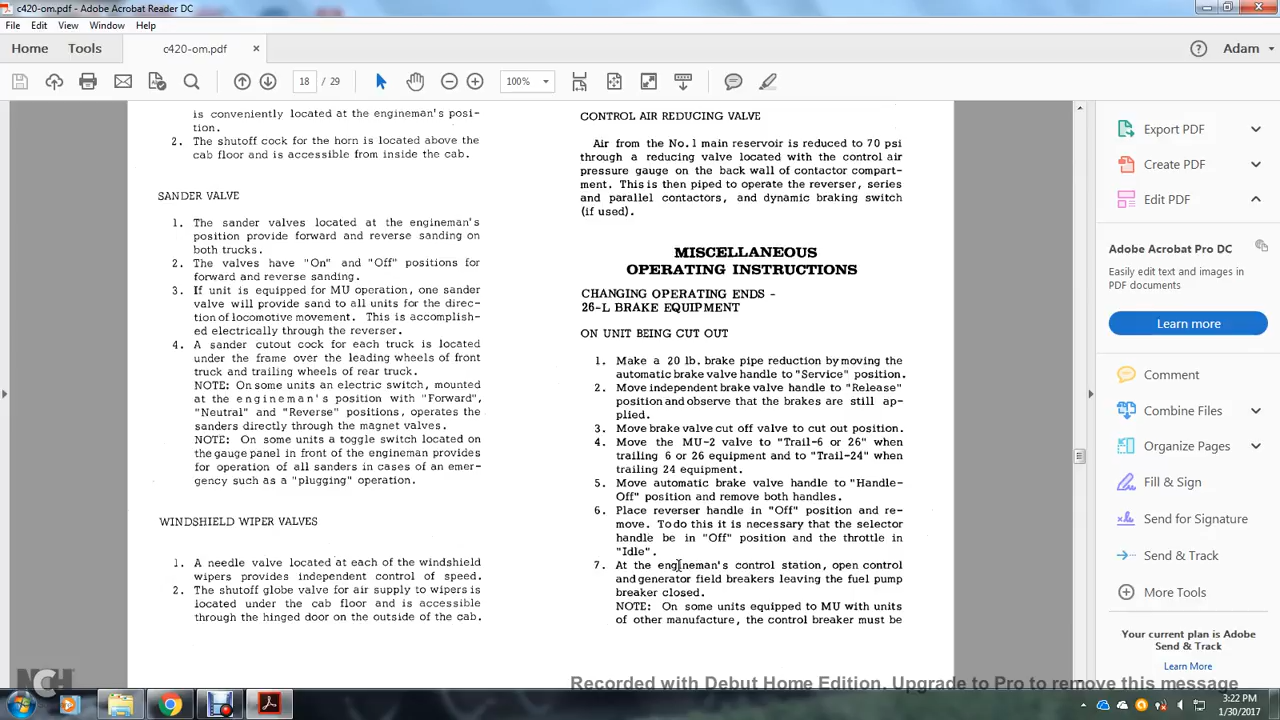 c420-om.pdf - Adobe Acrobat Reader DC
File Edit View Window Help
Home Tools c420-om.pdf × ? Adam
18 / 29 100%
is conveniently located at the engineman's posi-
tion.
2. The shutoff cock for the horn is located above the
cab floor and is accessible from inside the cab.
SANDER VALVE
1. The sander valves located at the engineman's
position provide forward and reverse sanding on
both trucks.
2. The valves have "On" and "Off" positions for
forward and reverse sanding.
3. If unit is equipped for MU operation, one sander
valve will provide sand to all units for the direc-
tion of locomotive movement. This is accomplish-
ed electrically through the reverser.
4. A sander cutout cock for each truck is located
under the frame over the leading wheels of front
truck and trailing wheels of rear truck.
NOTE: On some units an electric switch, mounted
at the engineman's position with "Forward",
"Neutral" and "Reverse" positions, operates the
sanders directly through the magnet valves.
NOTE: On some units a toggle switch located on
the gauge panel in front of the engineman provides
for operation of all sanders in cases of an emer-
gency such as a "plugging" operation.
WINDSHIELD WIPER VALVES
1. A needle valve located at each of the windshield
wipers provides independent control of speed.
2. The shutoff globe valve for air supply to wipers is
located under the cab floor and is accessible
through the hinged door on the outside of the cab.
CONTROL AIR REDUCING VALVE
Air from the No.1 main reservoir is reduced to 70 psi
through a reducing valve located with the control air
pressure gauge on the back wall of contactor compart-
ment. This is then piped to operate the reverser, series
and parallel contactors, and dynamic braking switch
(if used).
MISCELLANEOUS
OPERATING INSTRUCTIONS
CHANGING OPERATING ENDS -
26-L BRAKE EQUIPMENT
ON UNIT BEING CUT OUT
1. Make a 20 lb. brake pipe reduction by moving the
automatic brake valve handle to "Service" position.
2. Move independent brake valve handle to "Release"
position and observe that the brakes are still ap-
plied.
3. Move brake valve cut off valve to cut out position.
4. Move the MU-2 valve to "Trail-6 or 26" when
trailing 6 or 26 equipment and to "Trail-24" when
trailing 24 equipment.
5. Move automatic brake valve handle to "Handle-
Off" position and remove both handles.
6. Place reverser handle in "Off" position and re-
move. To do this it is necessary that the selector
handle be in "Off" position and the throttle in
"Idle".
7. At the engineman's control station, open control
and generator field breakers leaving the fuel pump
breaker closed.
NOTE: On some units equipped to MU with units
of other manufacture, the control breaker must be
Export PDF
Create PDF
Edit PDF
Adobe Acrobat Pro DC
Easily edit text and images in
PDF documents
Learn more
Comment
Combine Files
Organize Pages
Fill & Sign
Send for Signature
Send & Track
More Tools
Your current plan is Adobe
Send & Track
Learn More
NCH
Recorded with Debut Home Edition. Upgrade to Pro to remove this message
3:22 PM
1/30/2017